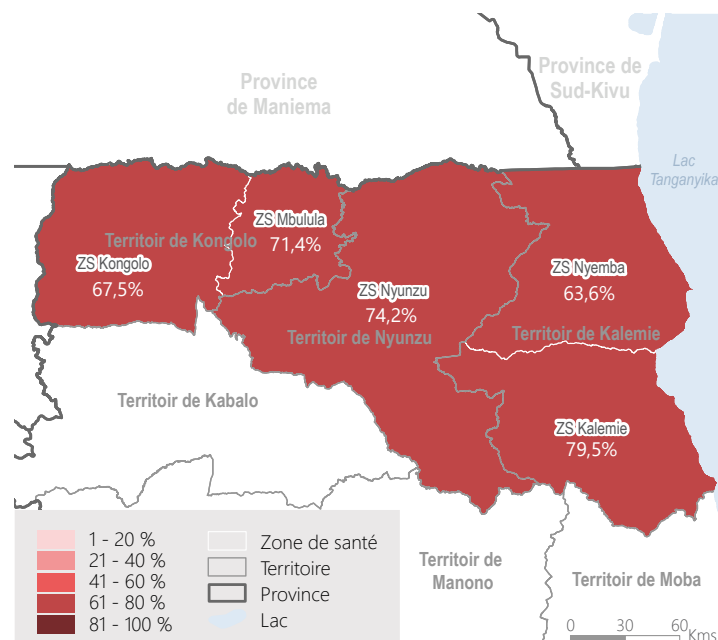 Province
de Maniema
Province de
Sud-Kivu
Lac
Tanganyika
ZS Mbulula
71,4%
Territoir de Kongolo
ZS Kongolo
67,5%
ZS Nyemba
63,6%
ZS Nyunzu
74,2%
Territoir de Nyunzu
Territoir de Kalemie
Territoir de Kabalo
ZS Kalemie
79,5%
1 - 20 %
21 - 40 %
41 - 60 %
61 - 80 %
81 - 100 %
Zone de santé
Territoire
Province
Lac
Territoir de
Manono
Territoir de Moba
0 30 60
Kms